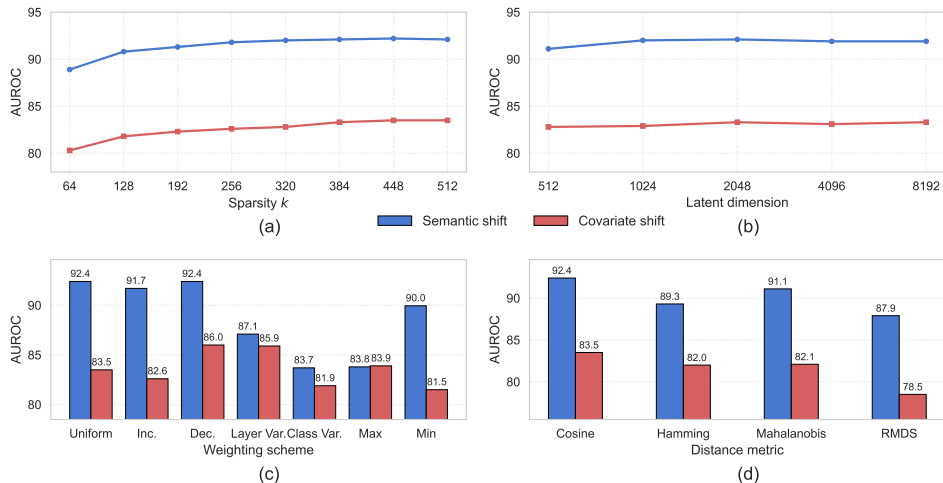 95
90
85
80
AUROC
64 128 192 256 320 384 448 512
Sparsity k
(a)
95
90
85
80
AUROC
512 1024 2048 4096 8192
Latent dimension
(b)
Semantic shift Covariate shift
90
85
80
AUROC
92.4 83.5 91.7 82.6 92.4 86.0 87.1 85.9 83.7 81.9 83.8 83.9 90.0 81.5
Uniform Inc. Dec. Layer Var. Class Var. Max Min
Weighting scheme
(c)
90
85
80
AUROC
92.4 83.5 89.3 82.0 91.1 82.1 87.9 78.5
Cosine Hamming Mahalanobis RMDS
Distance metric
(d)